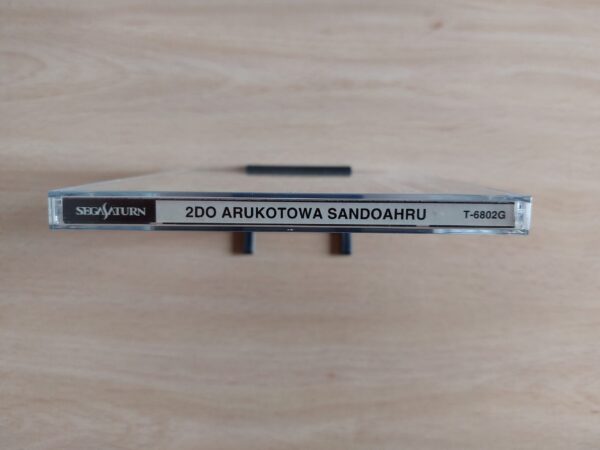 SEGA SATURN 2DO ARUKOTOWA SANDOAHRU T-6802G